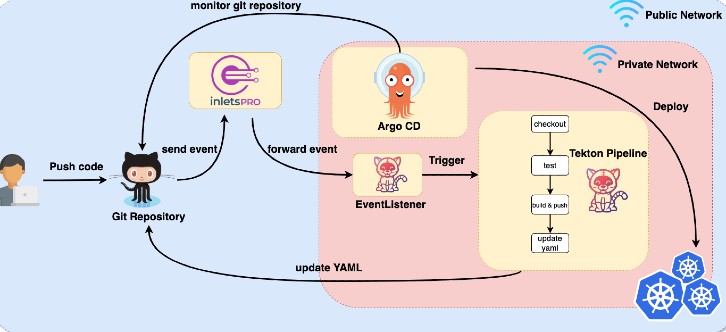 monitor git repository
Public Network
Private Network
inletsPRO
Argo CD
Deploy
checkout
Push code
send event
forward event
Trigger
Tekton Pipeline
test
EventListener
Git Repository
build & push
update
yaml
update YAML